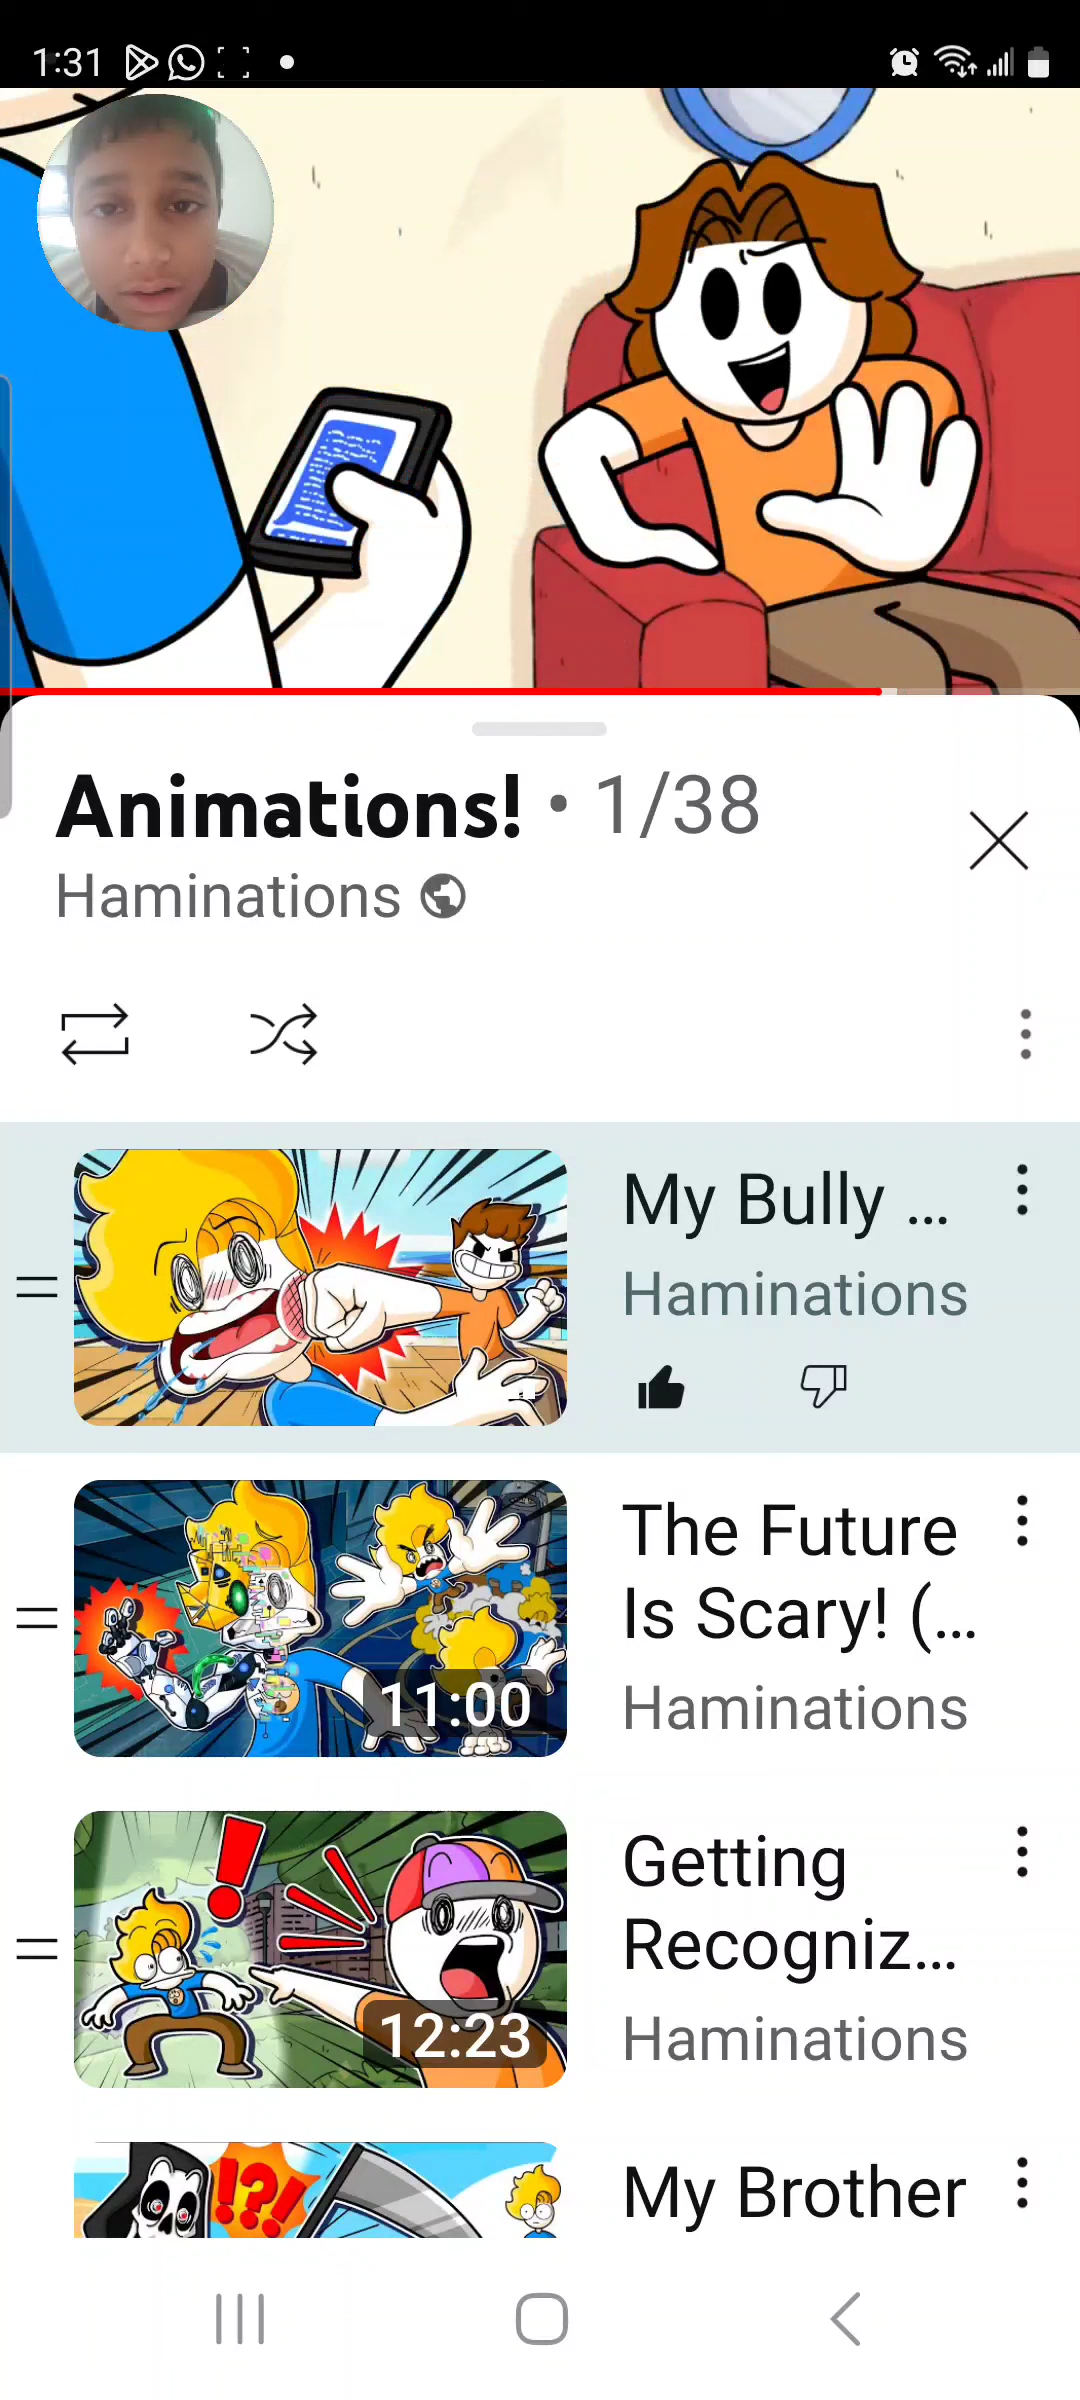 1:31
Animations! • 1/38
Haminations
My Bully ...
Haminations
The Future
Is Scary! (...
11:00
Haminations
!
Getting
Recogniz...
12:23
Haminations
!?!
My Brother